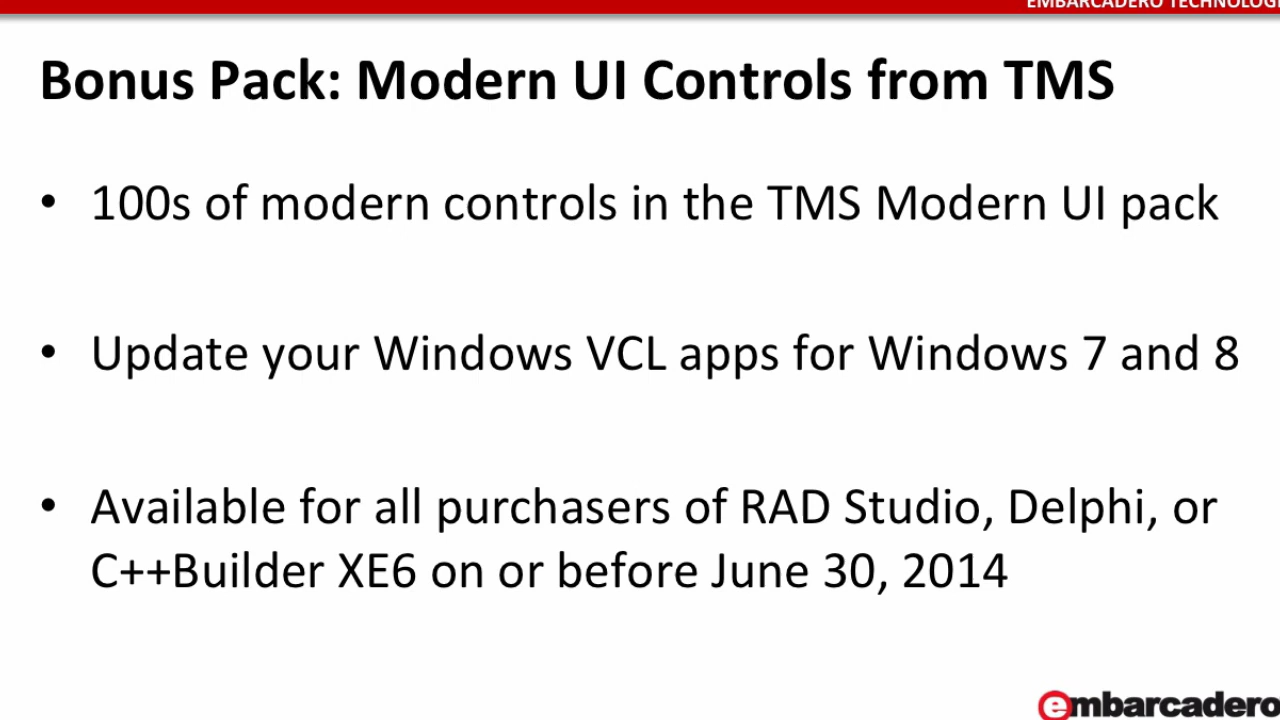 EMBARCADERO TECHNOLOGI
Bonus Pack: Modern UI Controls from TMS
• 100s of modern controls in the TMS Modern UI pack
• Update your Windows VCL apps for Windows 7 and 8
• Available for all purchasers of RAD Studio, Delphi, or
C++Builder XE6 on or before June 30, 2014
embarcadero